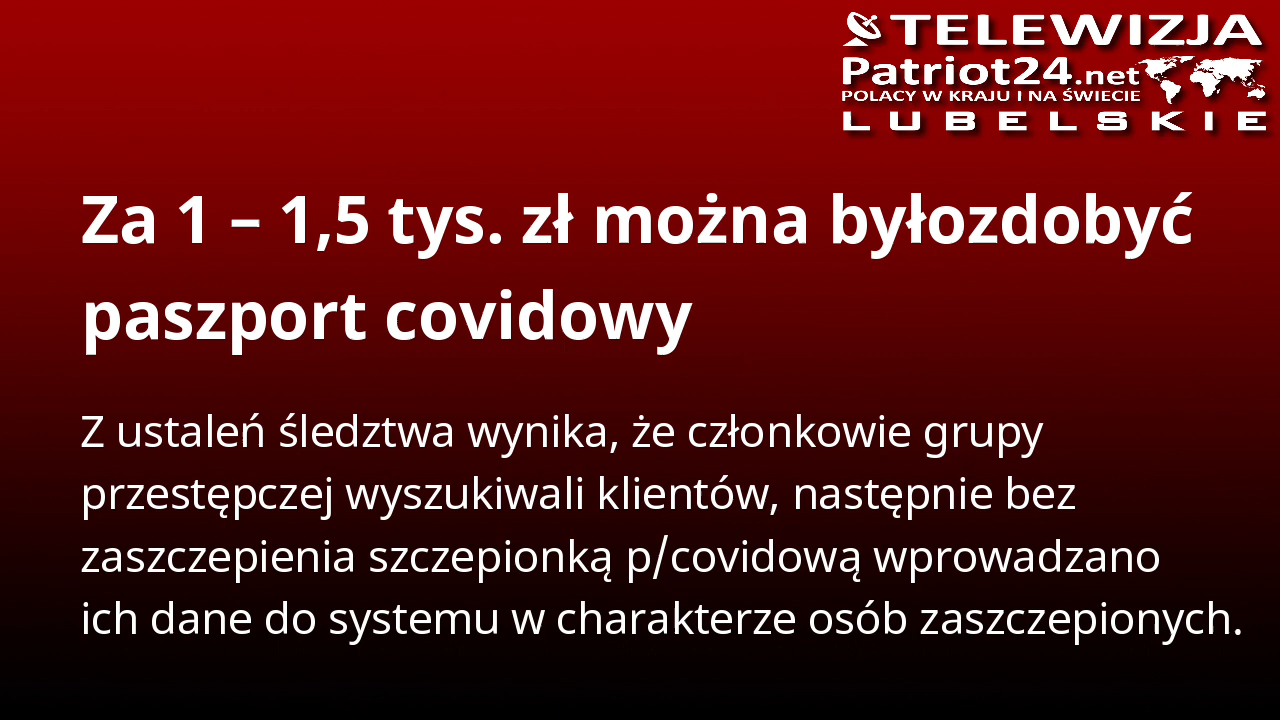 TELEWIZJA
Patriot24.net
POLACY W KRAJU I NA ŚWIECIE
LUBELSKIE
Za 1 – 1,5 tys. zł można byłozdobyć
paszport covidowy
Z ustaleń śledztwa wynika, że członkowie grupy
przestępczej wyszukiwali klientów, następnie bez
zaszczepienia szczepionką p/covidową wprowadzano
ich dane do systemu w charakterze osób zaszczepionych.